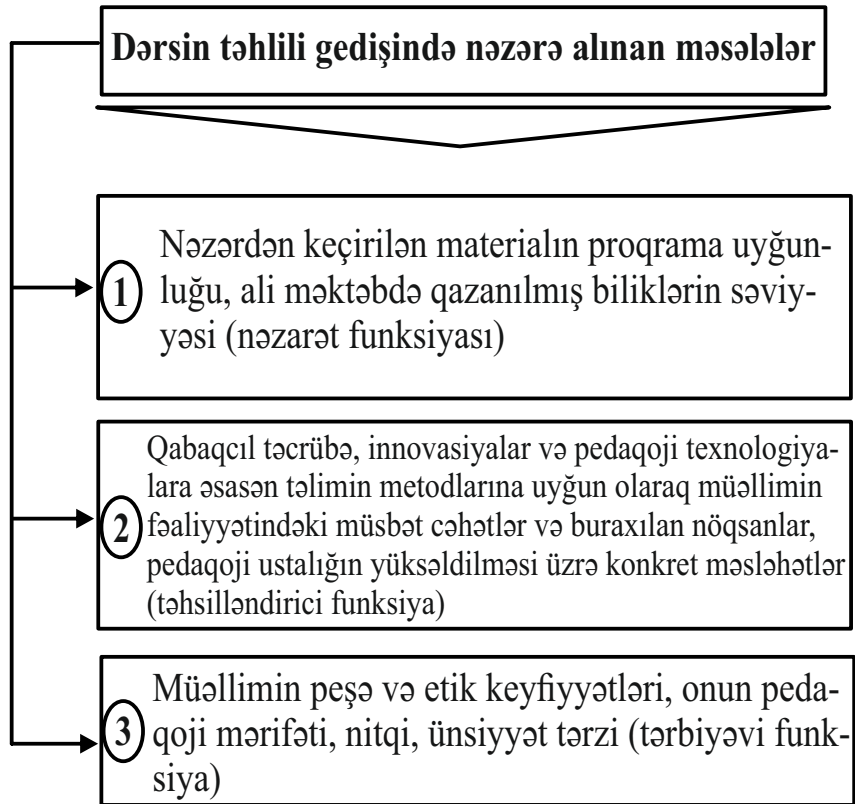 Dərsin təhlili gedişində nəzərə alınan məsələlər
1
Nəzərdən keçirilən materialın proqrama uyğun-
luğu, ali məktəbdə qazanılmış biliklərin səviy-
yəsi (nəzarət funksiyası)
2
Qabaqcıl təcrübə, innovasiyalar və pedaqoji texnologiya-
lara əsasən təlimin metodlarına uyğun olaraq müəllimin
fəaliyyətindəki müsbət cəhətlər və buraxılan nöqsanlar,
pedaqoji ustalığın yüksəldilməsi üzrə konkret məsləhətlər
(təhsilləndirici funksiya)
3
Müəllimin peşə və etik keyfiyyətləri, onun peda-
qoji mərifəti, nitqi, ünsiyyət tərzi (tərbiyəvi funk-
siya)